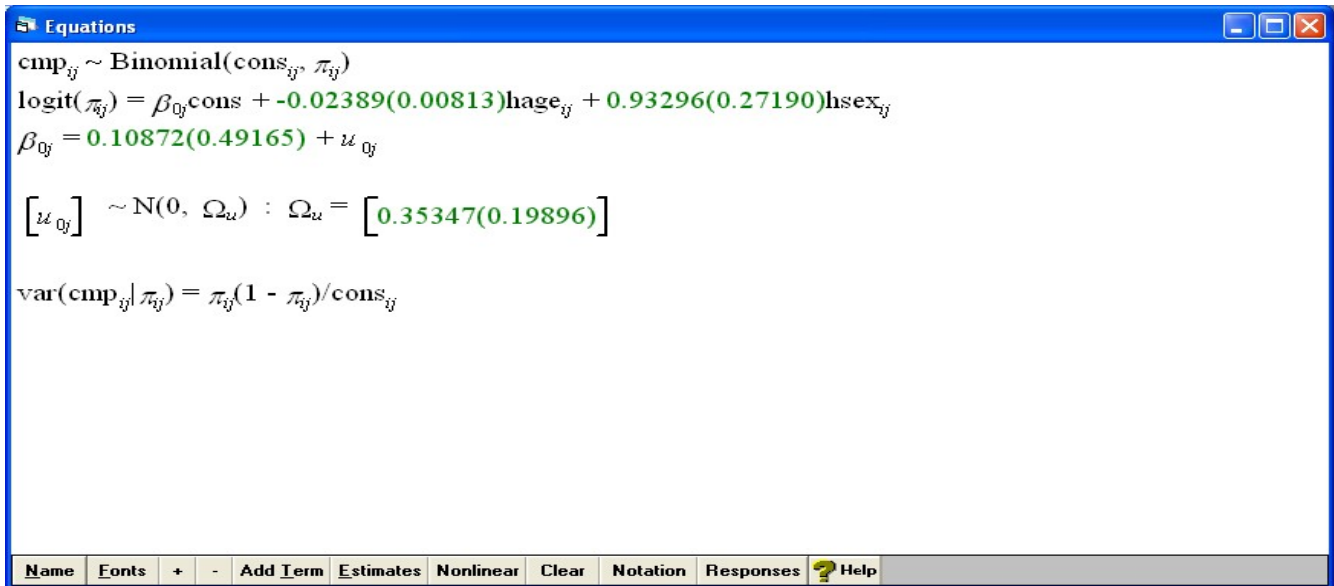 Equations
cmp_ij ~ Binomial(cons_ij, π_ij)
logit(π_ij) = β_0j cons + -0.02389(0.00813)hage_ij + 0.93296(0.27190)hsex_ij
β_0j = 0.10872(0.49165) + u_0j
[u_0j] ~ N(0, Ω_u) : Ω_u = [0.35347(0.19896)]
var(cmp_ij|π_ij) = π_ij(1 - π_ij)/cons_ij
Name Fonts + - Add Term Estimates Nonlinear Clear Notation Responses ? Help